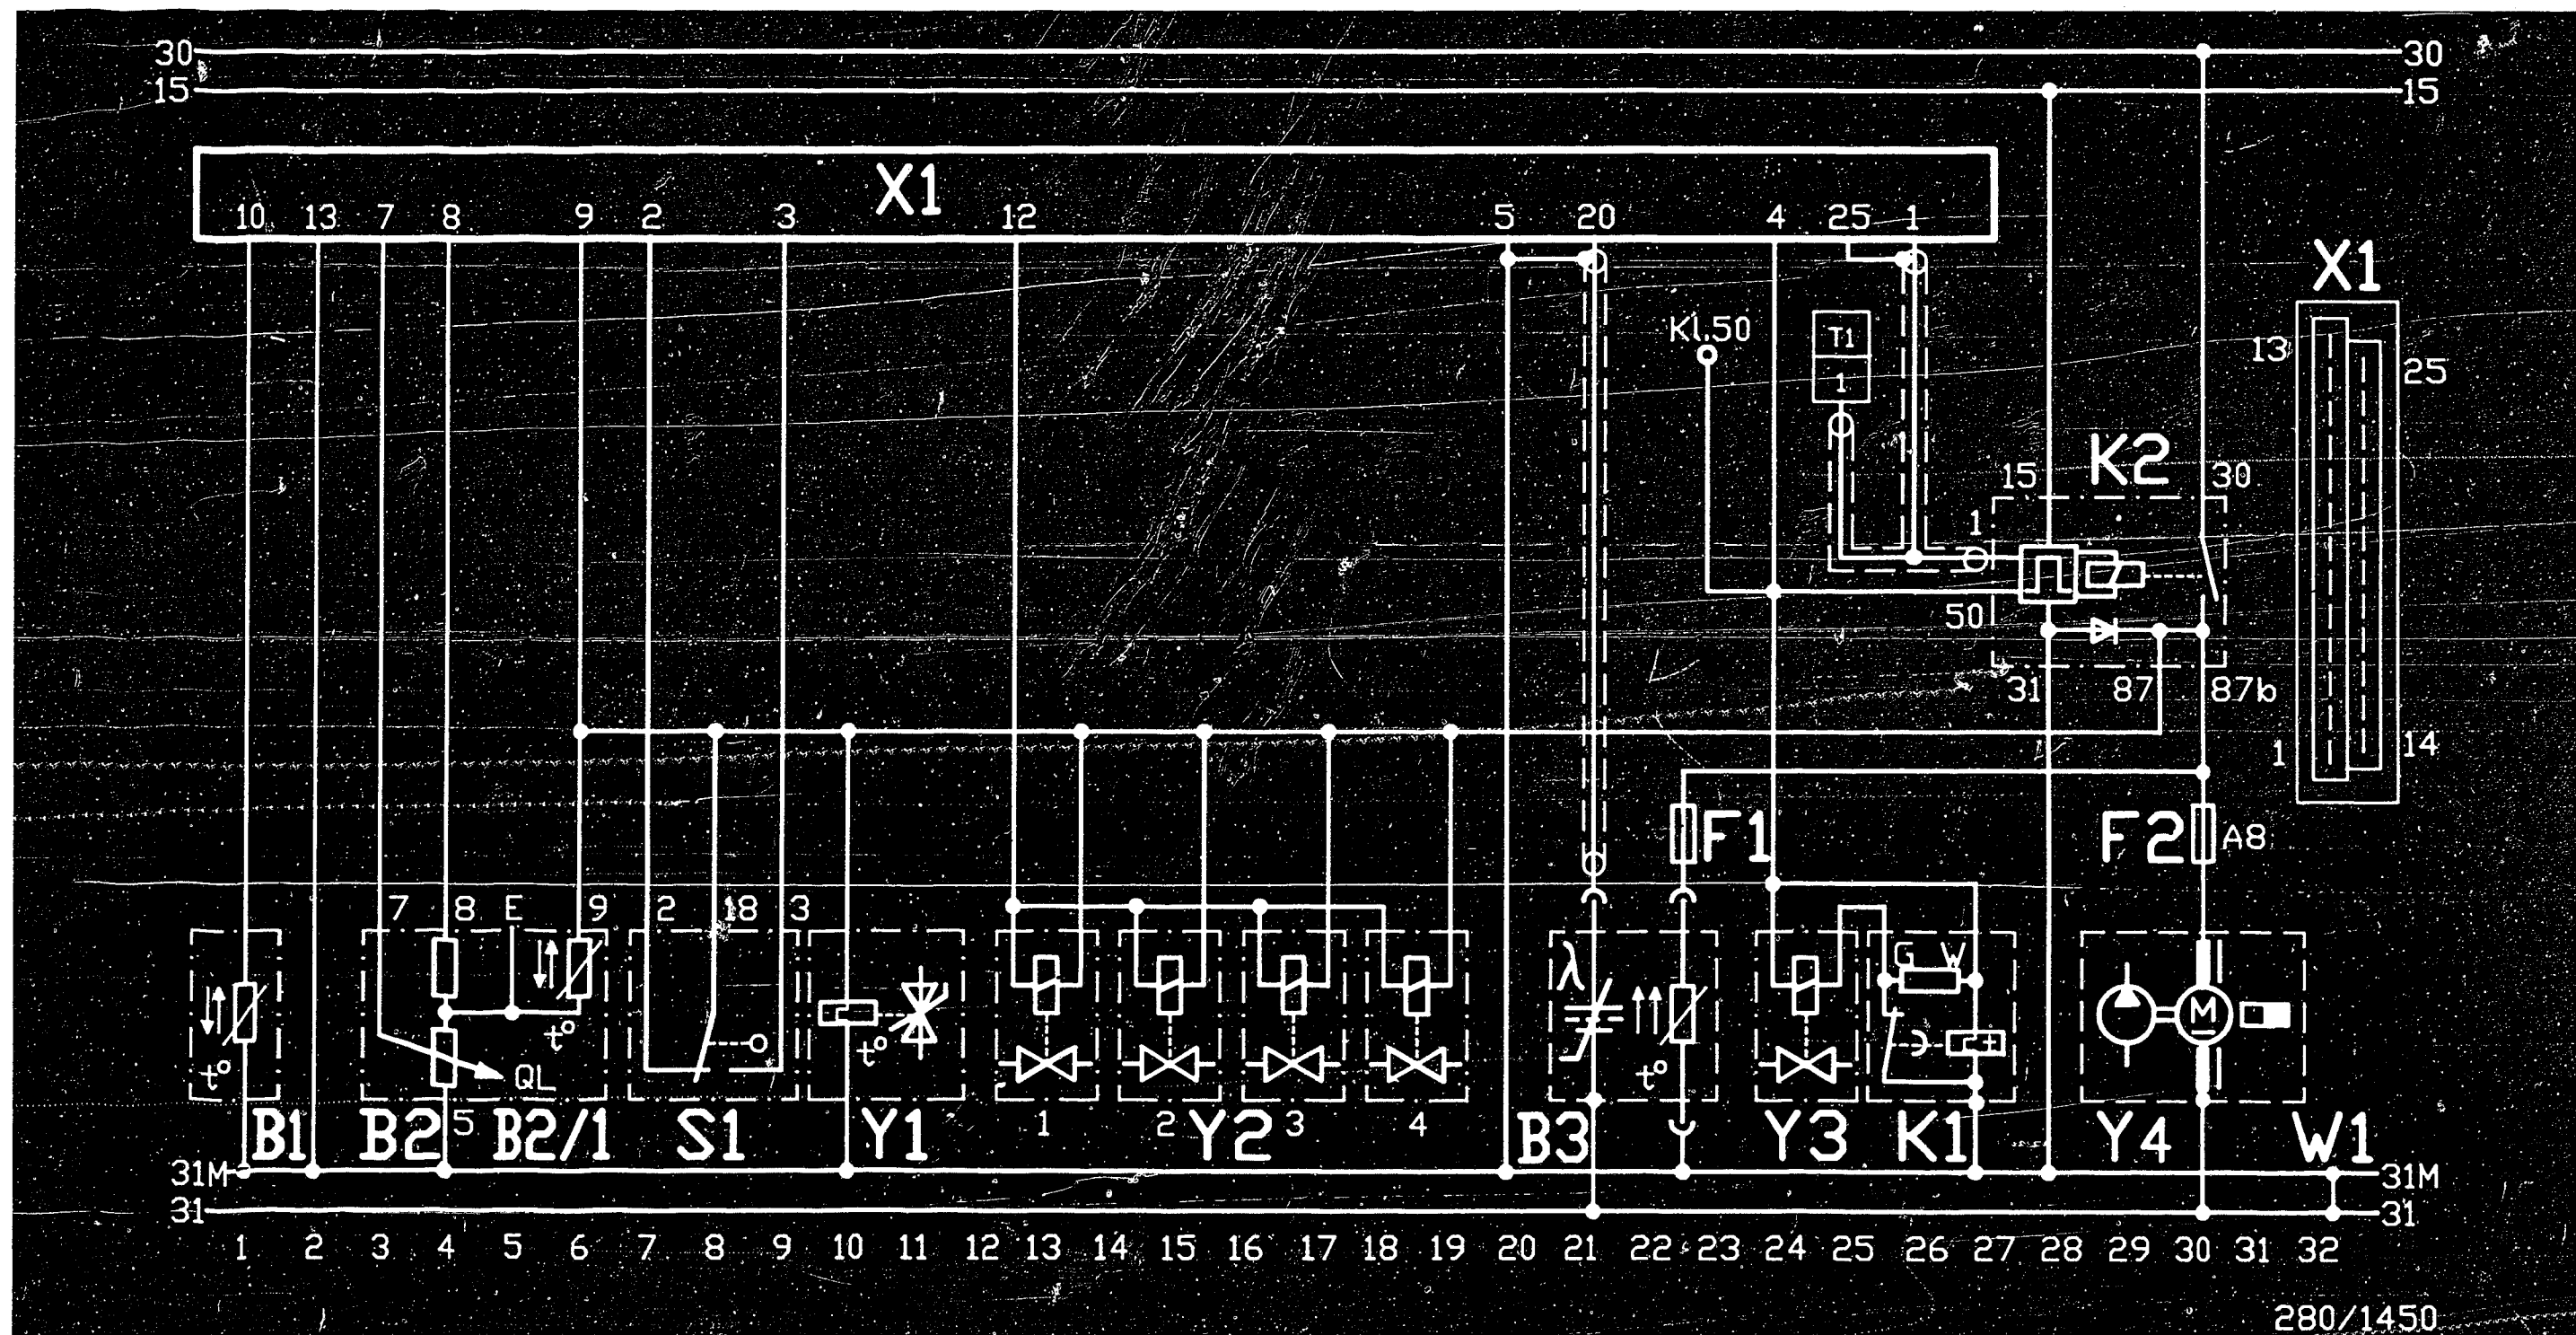 30 30
15 15
X1
10 13 7 8 9 2 3 12 5 20 4 25 1
X1
Kl.50 T1
13
1 25
K2
15 30
1
50
31 87 87b
1 14
F1 F2 A8
7 8 E 9 2 18 3
λ G W
M
t° t° QL t° t°
B1 B2 5 B2/1 S1 Y1 1 2 Y2 3 4 B3 Y3 K1 Y4 W1
31M 31M
31 31
1 2 3 4 5 6 7 8 9 10 11 12 13 14 15 16 17 18 19 20 21 22 23 24 25 26 27 28 29 30 31 32
280/1450